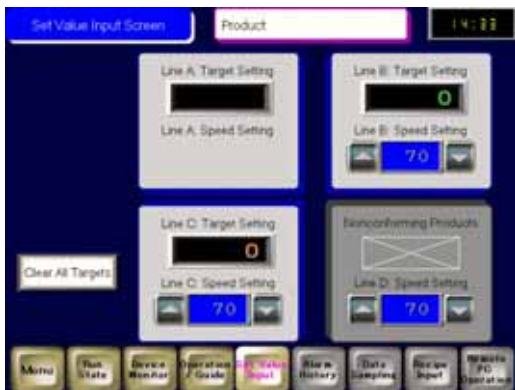 Set Value Input Screen
Product
14:33
Line A: Target Setting
Line A: Speed Setting
Line B: Target Setting
0
Line B: Speed Setting
70
Line C: Target Setting
0
Line C: Speed Setting
70
Nonconforming Products
Line D: Speed Setting
70
Clear All Targets
Menu
Run State
Device Monitor
Operation / Guide
Set Value Input
Alarm History
Data Sampling
Recipe Input
Remote PC Operation